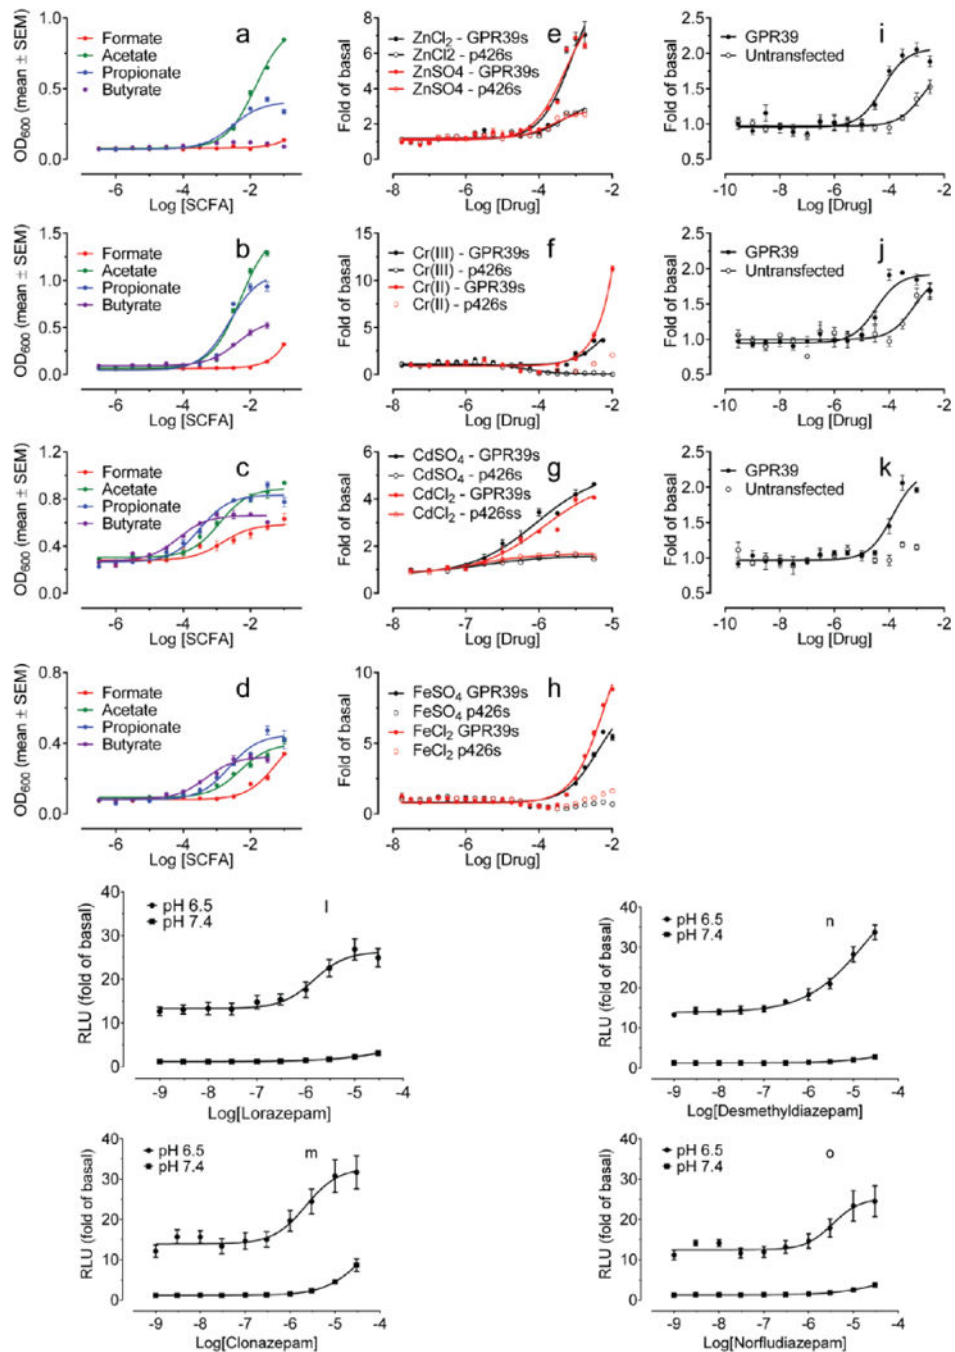 a
OD600 (mean ± SEM)
1.0
0.5
0.0
Formate
Acetate
Propionate
Butyrate
-6 -4 -2 0
Log [SCFA]
e
Fold of basal
8
6
4
2
0
ZnCl2 - GPR39s
ZnCl2 - p426s
ZnSO4 - GPR39s
ZnSO4 - p426s
-8 -6 -4 -2
Log [Drug]
i
Fold of basal
2.5
2.0
1.5
1.0
0.5
GPR39
Untransfected
-10 -8 -6 -4 -2
Log [Drug]
b
OD600 (mean ± SEM)
1.5
1.0
0.5
0.0
Formate
Acetate
Propionate
Butyrate
-6 -4 -2 0
Log [SCFA]
f
Fold of basal
15
10
5
0
Cr(III) - GPR39s
Cr(III) - p426s
Cr(II) - GPR39s
Cr(II) - p426s
-8 -6 -4 -2
Log [Drug]
j
Fold of basal
2.5
2.0
1.5
1.0
GPR39
Untransfected
-10 -8 -6 -4 -2
Log [Drug]
c
OD600 (mean ± SEM)
1.2
0.8
0.4
0.0
Formate
Acetate
Propionate
Butyrate
-6 -4 -2 0
Log [SCFA]
g
Fold of basal
6
4
2
0
CdSO4 - GPR39s
CdSO4 - p426s
CdCl2 - GPR39s
CdCl2 - p426ss
-8 -7 -6 -5
Log [Drug]
k
Fold of basal
2.5
2.0
1.5
1.0
0.5
GPR39
Untransfected
-10 -8 -6 -4 -2
Log [Drug]
d
OD600 (mean ± SEM)
0.8
0.4
0.0
Formate
Acetate
Propionate
Butyrate
-6 -4 -2 0
Log [SCFA]
h
Fold of basal
10
5
0
FeSO4 GPR39s
FeSO4 p426s
FeCl2 GPR39s
FeCl2 p426s
-8 -6 -4 -2
Log [Drug]
l
RLU (fold of basal)
40
30
20
10
0
pH 6.5
pH 7.4
-9 -8 -7 -6 -5 -4
Log[Lorazepam]
n
RLU (fold of basal)
40
30
20
10
0
pH 6.5
pH 7.4
-9 -8 -7 -6 -5 -4
Log[Desmethyldiazepam]
m
RLU (fold of basal)
40
30
20
10
0
pH 6.5
pH 7.4
-9 -8 -7 -6 -5 -4
Log[Clonazepam]
o
RLU (fold of basal)
40
30
20
10
0
pH 6.5
pH 7.4
-9 -8 -7 -6 -5 -4
Log[Norfludiazepam]